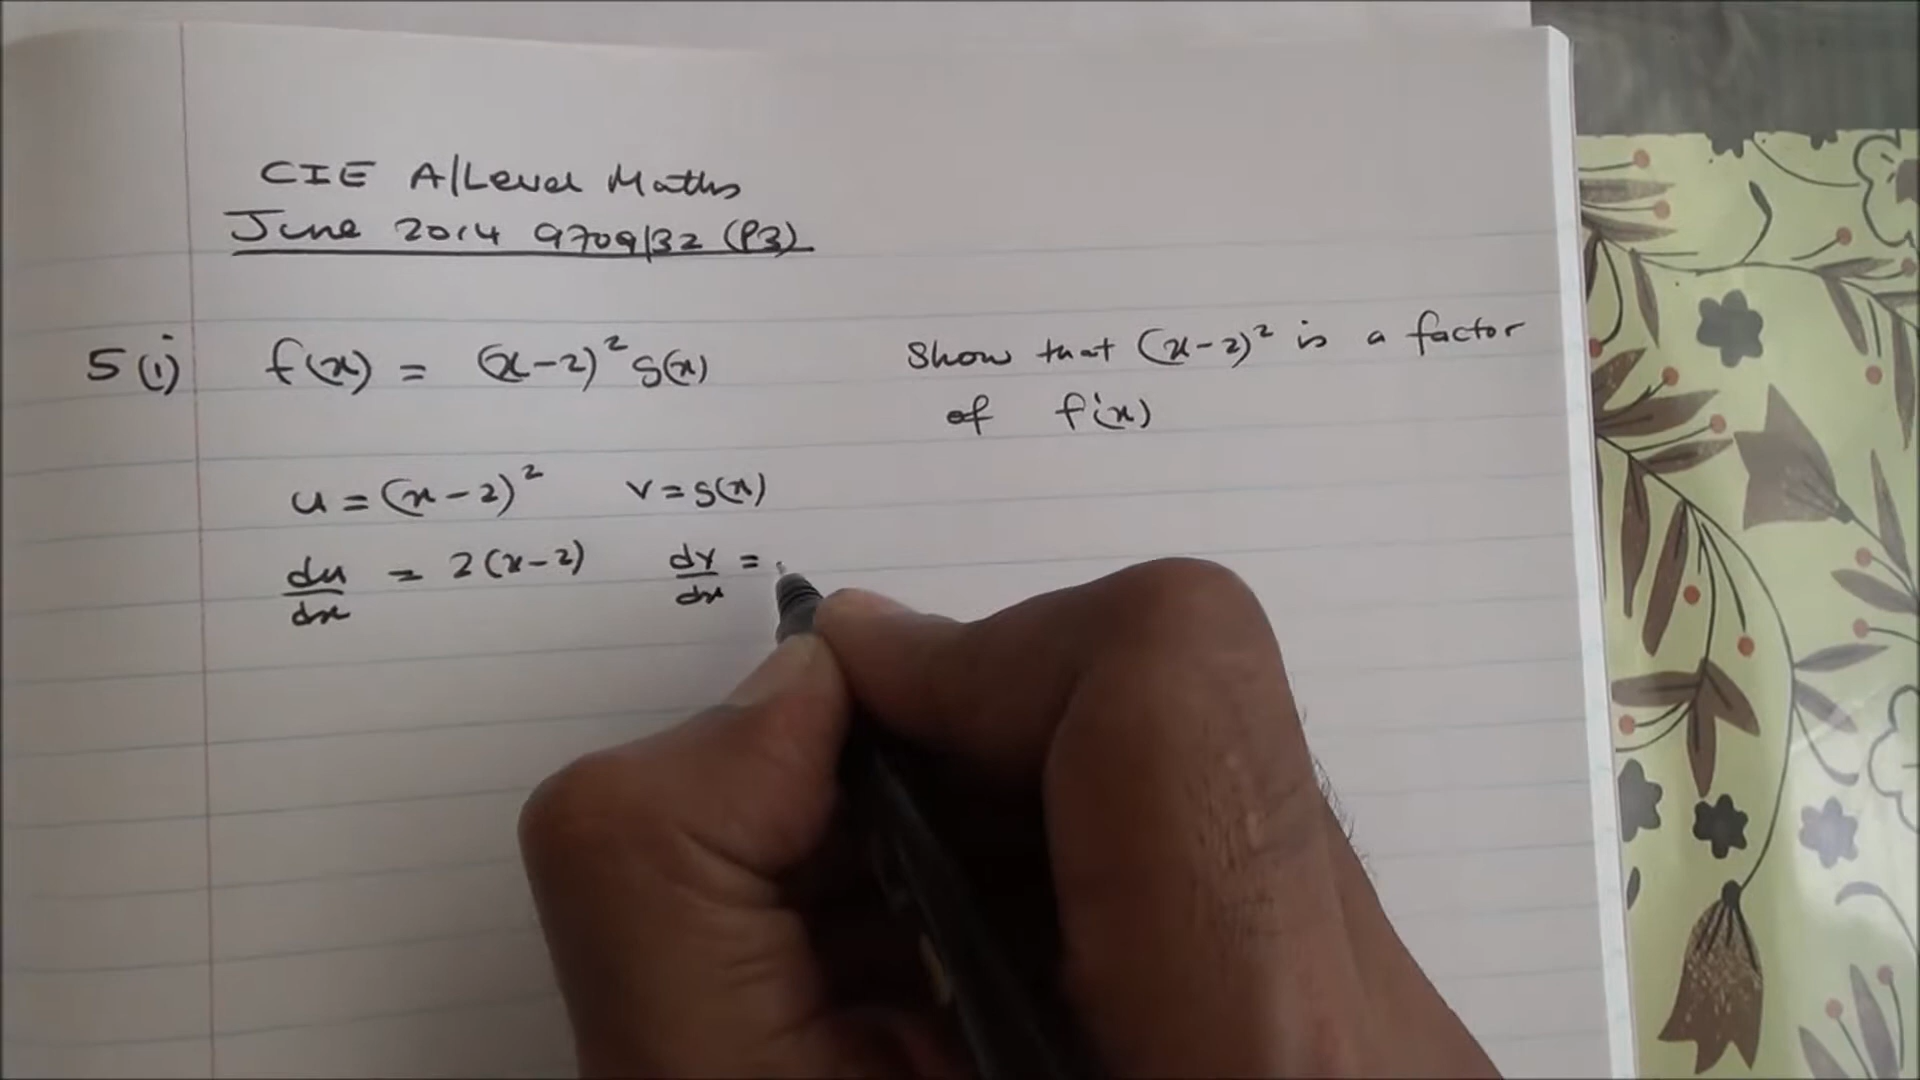 CIE A/Level Maths
June 2014 9709/32 (P3)
5 (i) f(x) = (x-2)² g(x)
Show that (x-2)² is a factor
of f'(x)
u = (x-2)² v = g(x)
du/dx = 2(x-2) dv/dx =